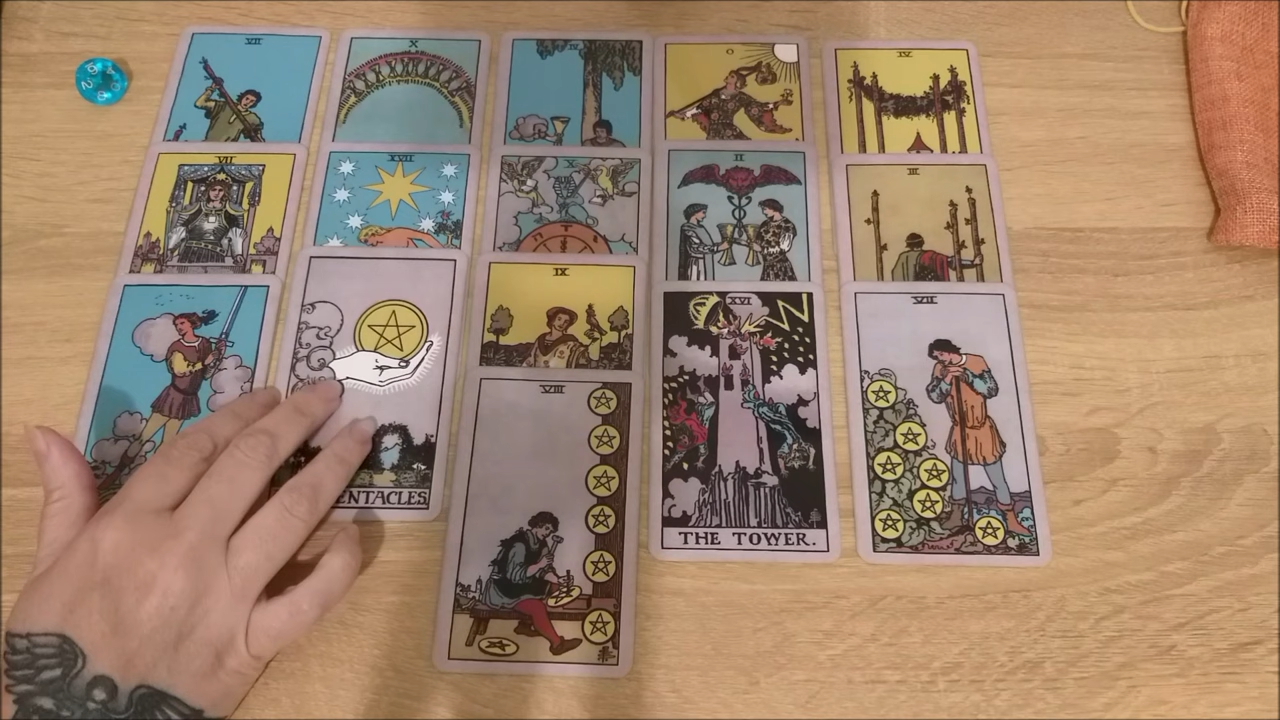 VII
X
IV
0
IV
VII
XVII
X
II
III
IX
XVI
VII
VIII
ENTACLES
THE TOWER.